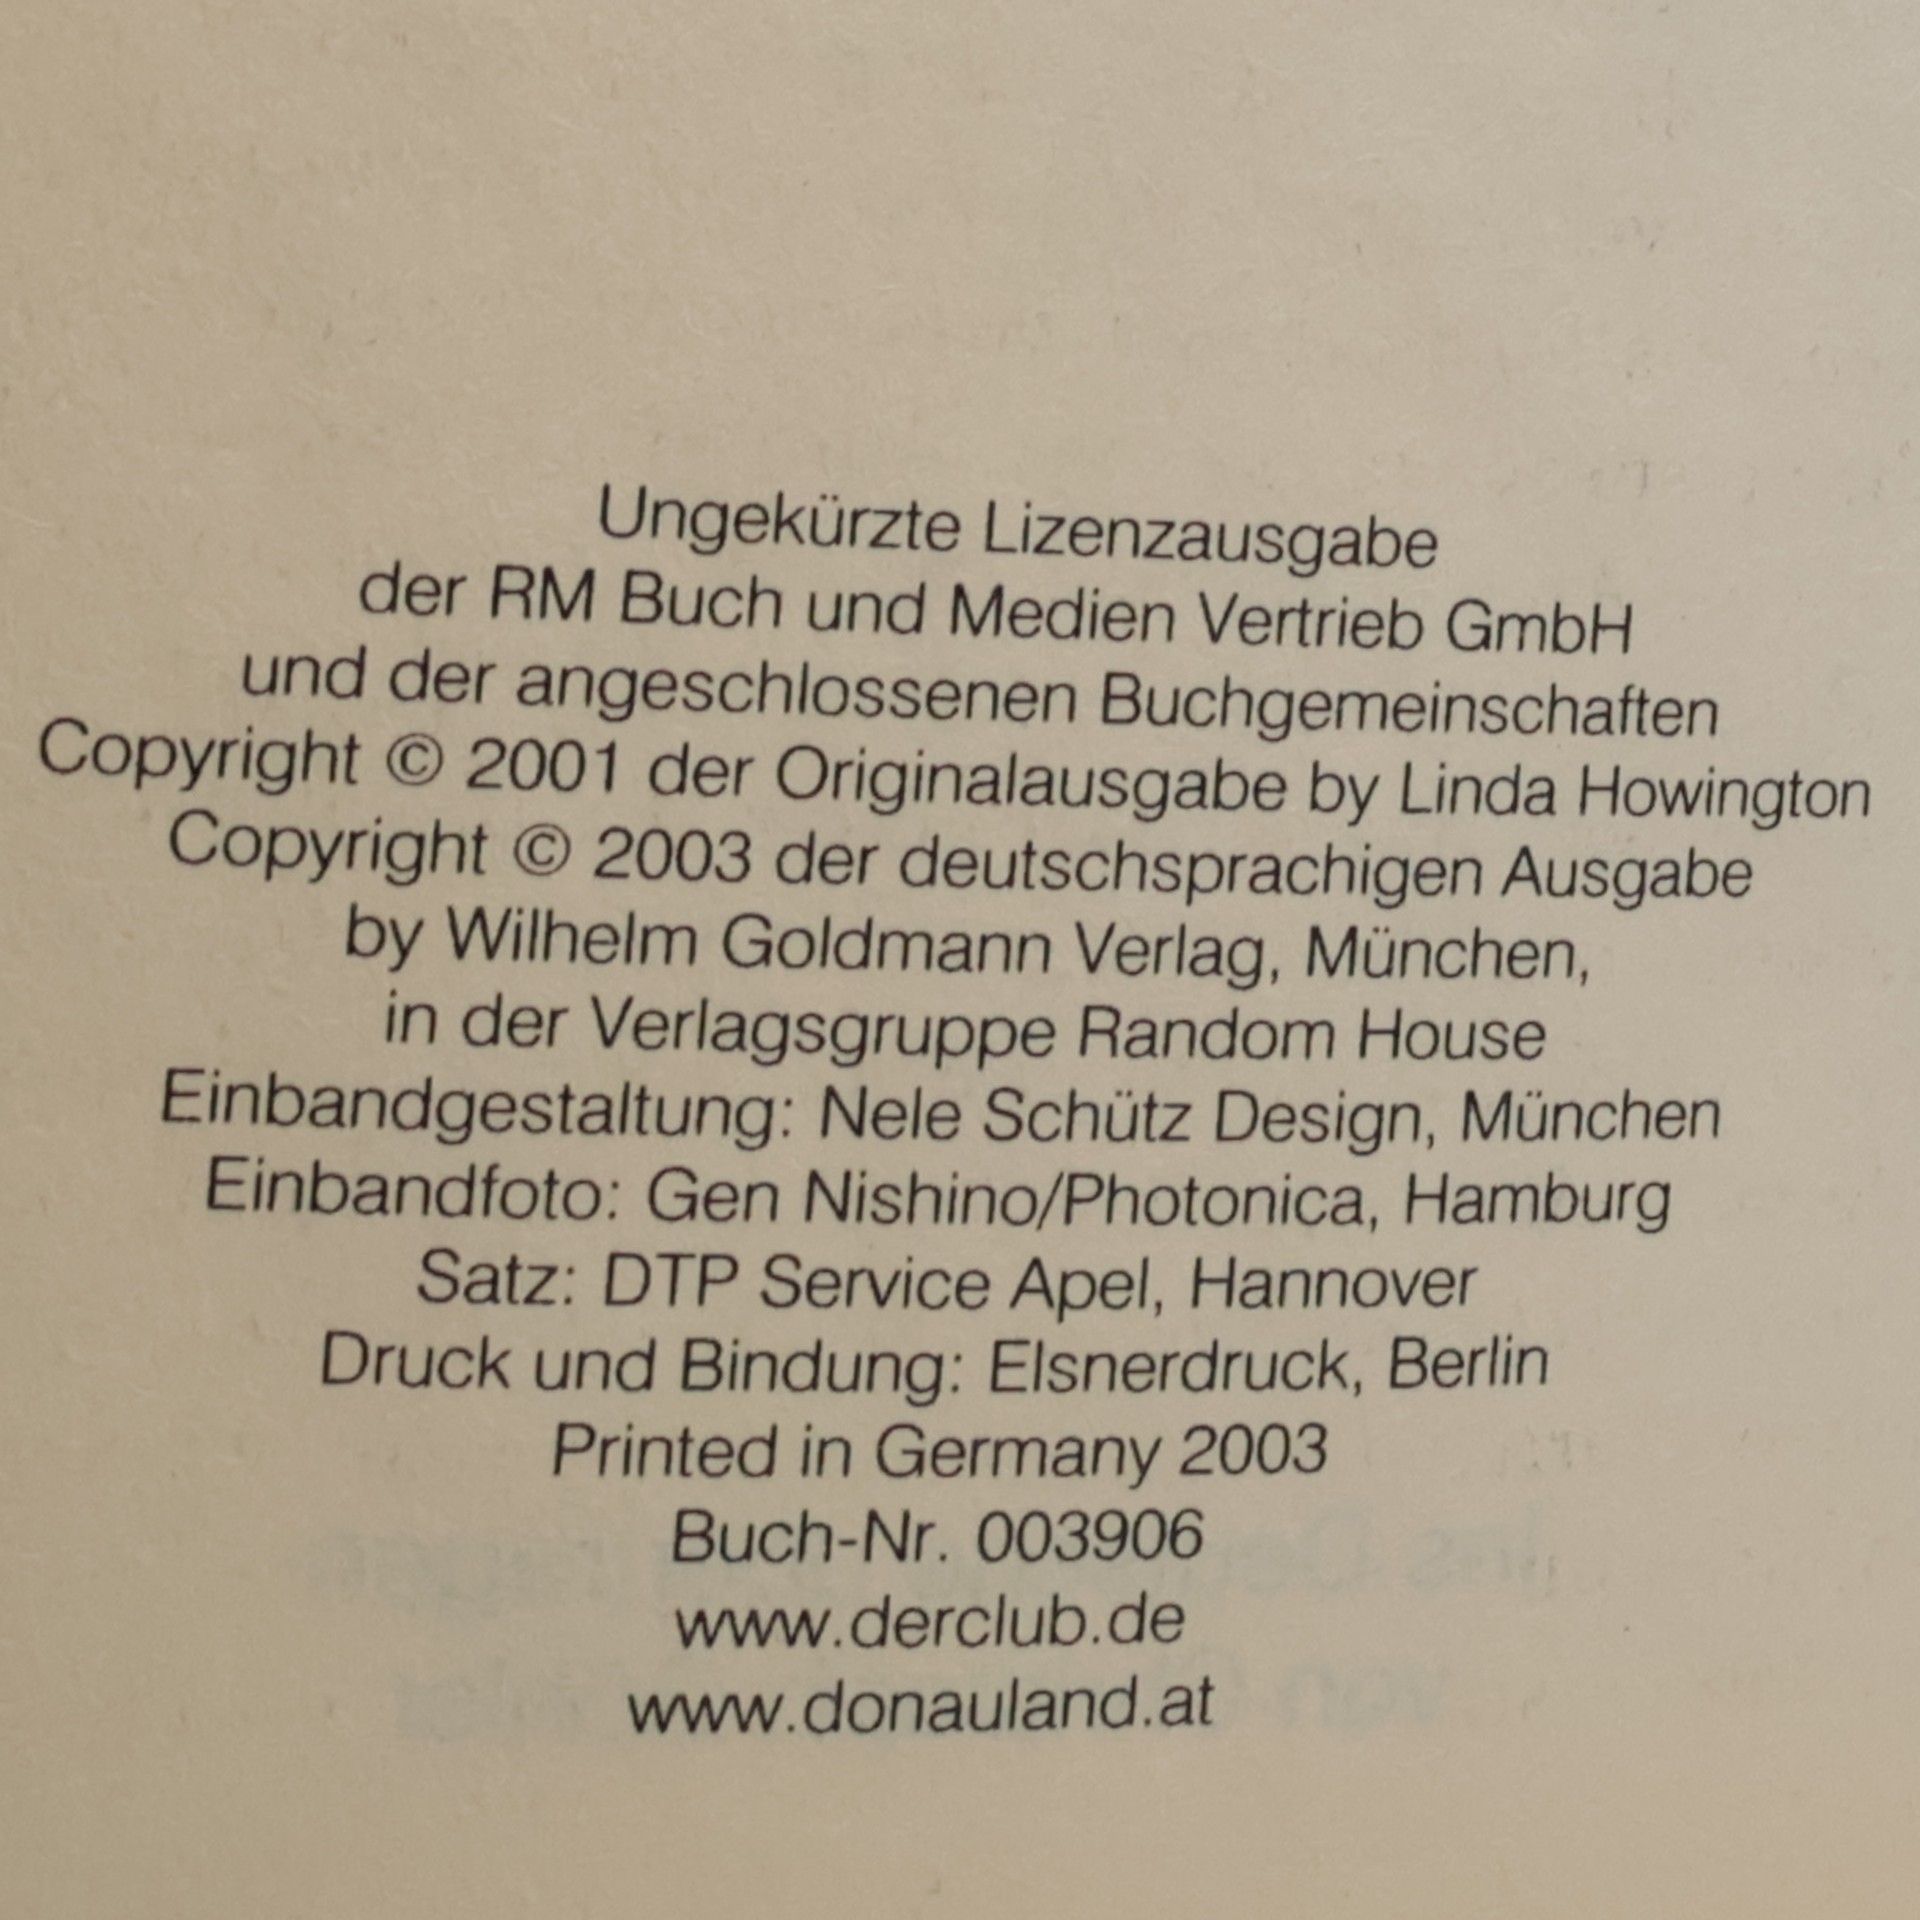 Ungekürzte Lizenzausgabe
der RM Buch und Medien Vertrieb GmbH
und der angeschlossenen Buchgemeinschaften
Copyright © 2001 der Originalausgabe by Linda Howington
Copyright © 2003 der deutschsprachigen Ausgabe
by Wilhelm Goldmann Verlag, München,
in der Verlagsgruppe Random House
Einbandgestaltung: Nele Schütz Design, München
Einbandfoto: Gen Nishino/Photonica, Hamburg
Satz: DTP Service Apel, Hannover
Druck und Bindung: Elsnerdruck, Berlin
Printed in Germany 2003
Buch-Nr. 003906
www.derclub.de
www.donauland.at